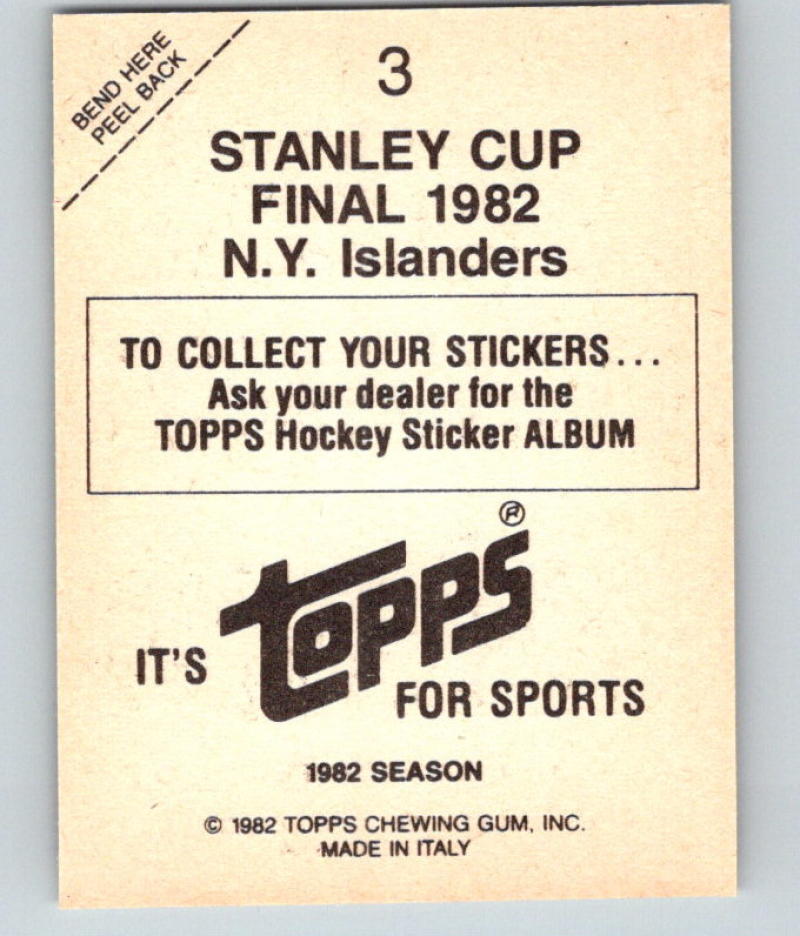 BEND HERE
PEEL BACK
3
STANLEY CUP
FINAL 1982
N.Y. Islanders
TO COLLECT YOUR STICKERS...
Ask your dealer for the
TOPPS Hockey Sticker ALBUM
IT'S topps® FOR SPORTS
1982 SEASON
© 1982 TOPPS CHEWING GUM, INC.
MADE IN ITALY